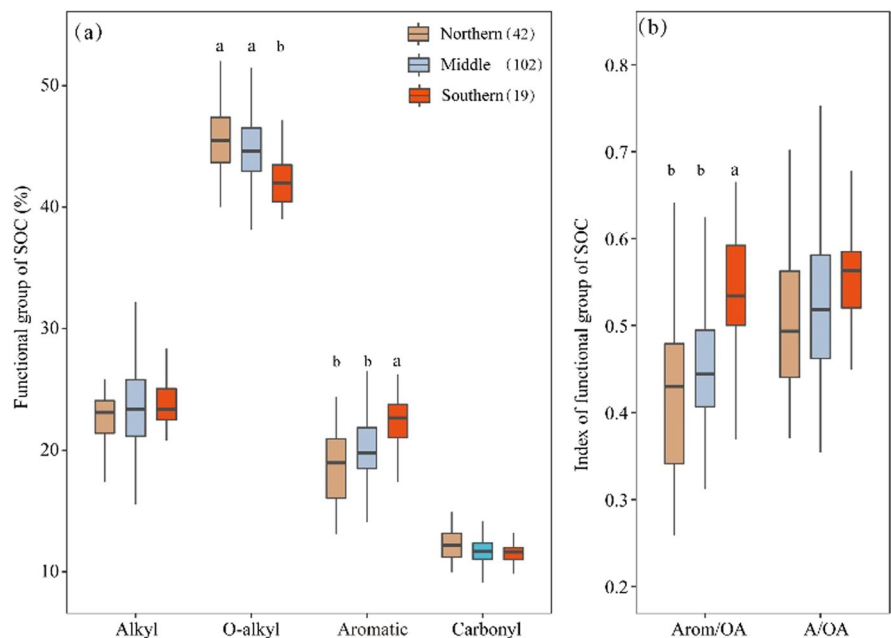 (a)
Northern (42)
Middle (102)
Southern (19)
a a b
b b a
Functional group of SOC (%)
50
40
30
20
10
Alkyl O-alkyl Aromatic Carbonyl
(b)
b b a
Index of functional group of SOC
0.8
0.7
0.6
0.5
0.4
0.3
0.2
Arom/OA A/OA